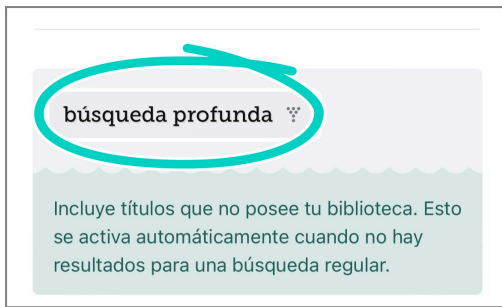 búsqueda profunda
Incluye títulos que no posee tu biblioteca. Esto
se activa automáticamente cuando no hay
resultados para una búsqueda regular.